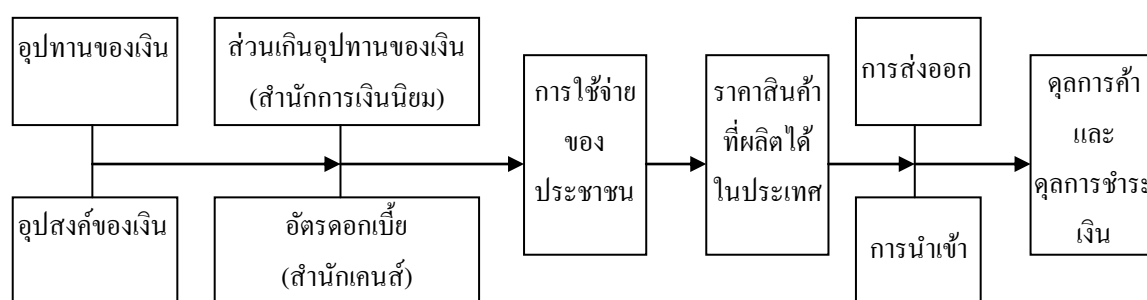 อุปทานของเงิน
อุปสงค์ของเงิน
ส่วนเกินอุปทานของเงิน
(สำนักการเงินนิยม)
อัตรดอกเบี้ย
(สำนักเคนส์)
การใช้จ่าย
ของ
ประชาชน
ราคาสินค้า
ที่ผลิตได้
ในประเทศ
การส่งออก
การนำเข้า
ดุลการค้า
และ
ดุลการชำระ
เงิน